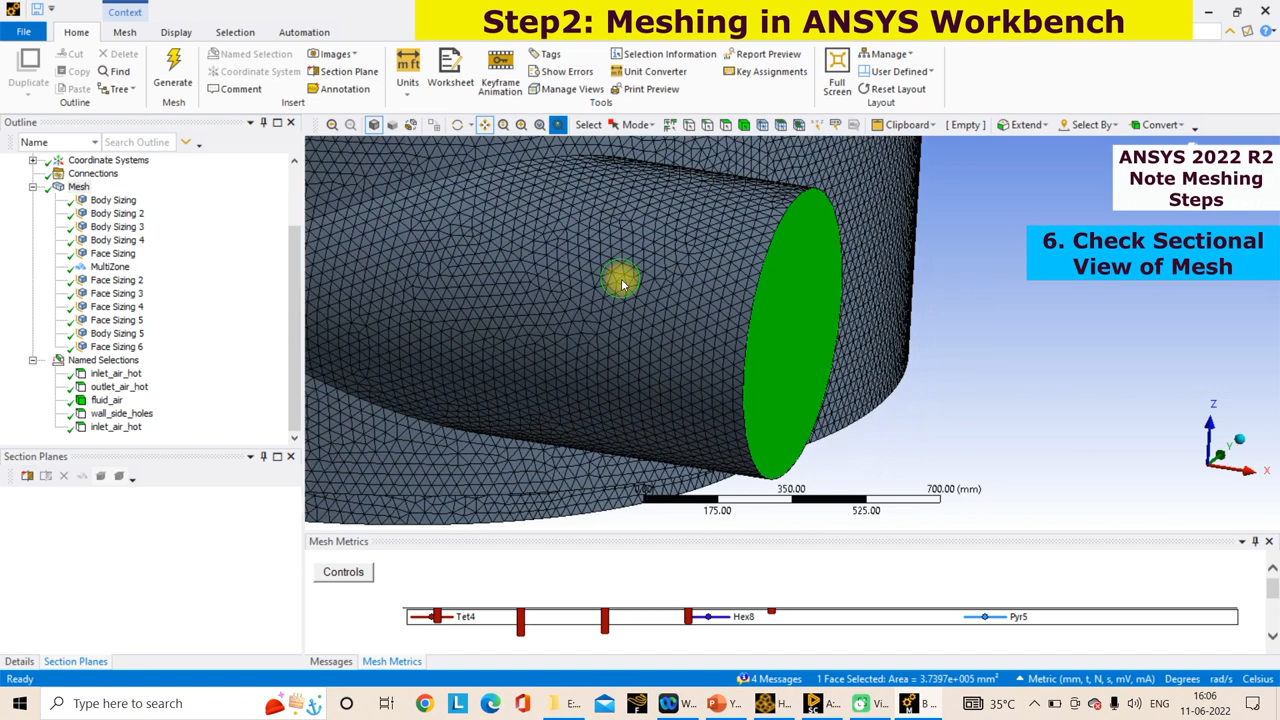 Step2: Meshing in ANSYS Workbench
Context
File
Home
Mesh
Display
Selection
Automation
Duplicate
Cut
Copy
Paste
Delete
Find
Tree
Outline
Generate
Mesh
Named Selection
Coordinate System
Comment
Images
Section Plane
Annotation
Insert
Units
Worksheet
Keyframe Animation
Tags
Show Errors
Manage Views
Selection Information
Unit Converter
Print Preview
Report Preview
Key Assignments
Tools
Full Screen
Manage
User Defined
Reset Layout
Layout
Outline
Name
Search Outline
Select
Mode
Clipboard
[ Empty ]
Extend
Select By
Convert
Coordinate Systems
Connections
Mesh
Body Sizing
Body Sizing 2
Body Sizing 3
Body Sizing 4
Face Sizing
MultiZone
Face Sizing 2
Face Sizing 3
Face Sizing 4
Face Sizing 5
Body Sizing 5
Face Sizing 6
Named Selections
inlet_air_hot
outlet_air_hot
fluid_air
wall_side_holes
inlet_air_hot
Section Planes
ANSYS 2022 R2
Note Meshing
Steps
6. Check Sectional
View of Mesh
Z
Y
X
350.00
700.00 (mm)
175.00
525.00
Mesh Metrics
Controls
Tet4
Hex8
Pyr5
Details
Section Planes
Messages
Mesh Metrics
Ready
4 Messages
1 Face Selected: Area = 3.7397e+005 mm²
Metric (mm, t, N, s, mV, mA)
Degrees
rad/s
Celsius
Type here to search
E...
W...
Y...
H...
A:...
Vi...
B ...
35°C
ENG
16:06
11-06-2022